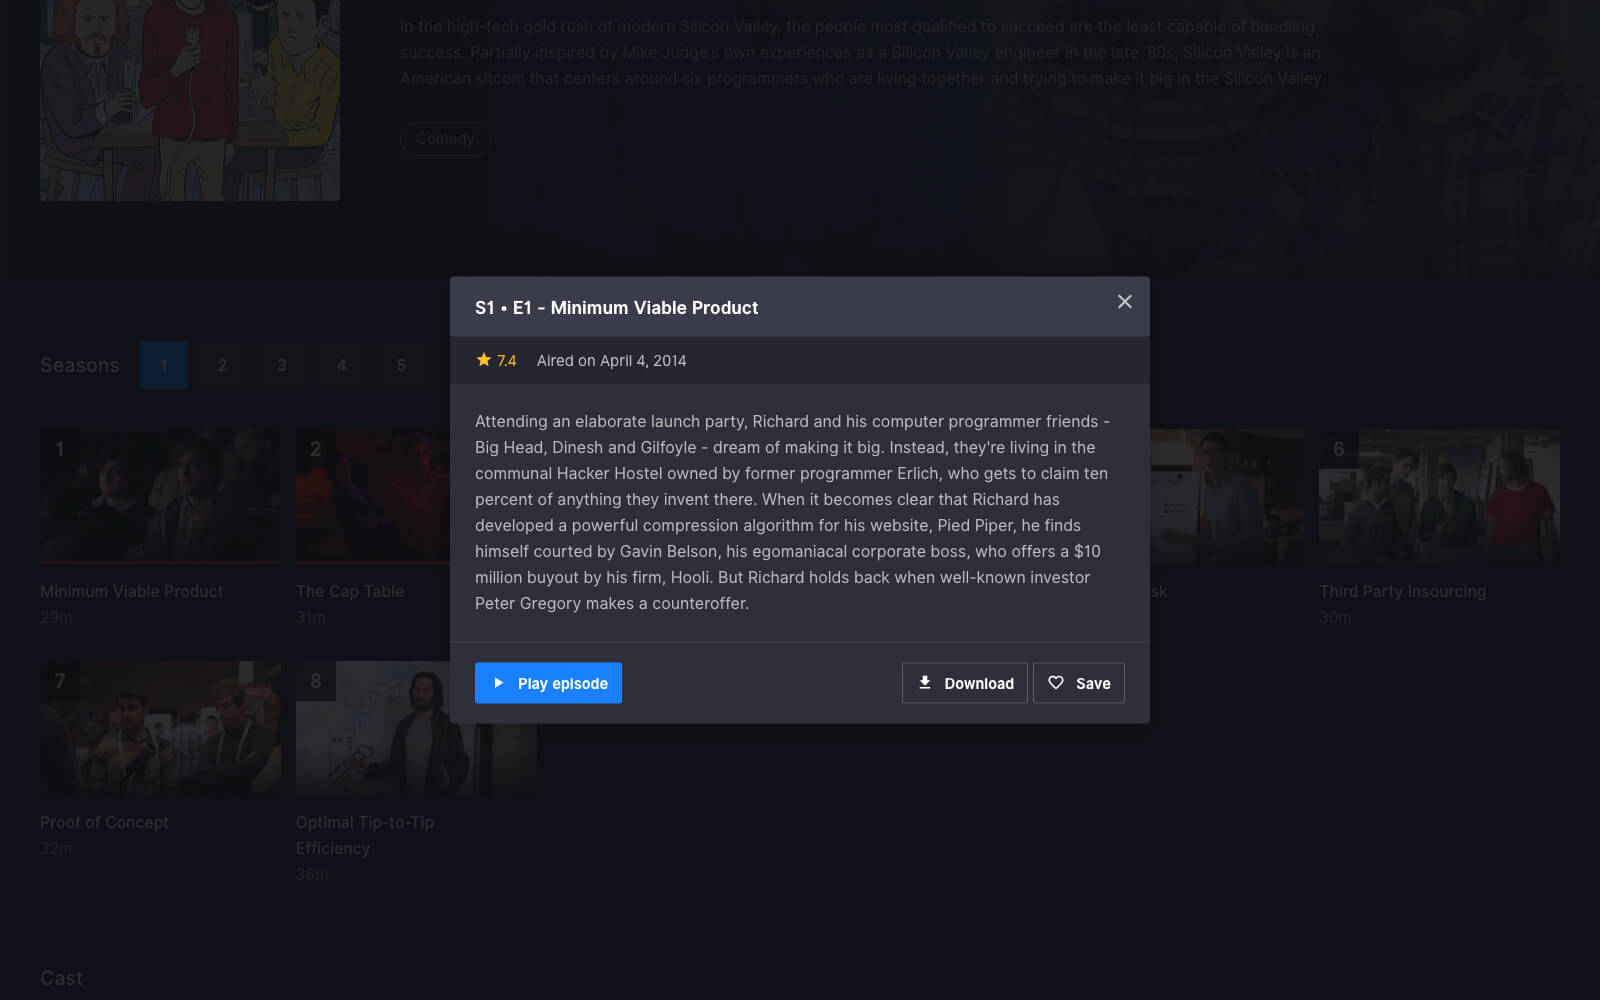 In the high-tech gold rush of modern Silicon Valley, the people most qualified to succeed are the least capable of handling
success. Partially inspired by Mike Judge's own experiences as a Silicon Valley engineer in the late '80s, Silicon Valley is an
American sitcom that centers around six programmers who are living together and trying to make it big in the Silicon Valley.
Comedy
S1 • E1 - Minimum Viable Product
7.4 Aired on April 4, 2014
Attending an elaborate launch party, Richard and his computer programmer friends -
Big Head, Dinesh and Gilfoyle - dream of making it big. Instead, they're living in the
communal Hacker Hostel owned by former programmer Erlich, who gets to claim ten
percent of anything they invent there. When it becomes clear that Richard has
developed a powerful compression algorithm for his website, Pied Piper, he finds
himself courted by Gavin Belson, his egomaniacal corporate boss, who offers a $10
million buyout by his firm, Hooli. But Richard holds back when well-known investor
Peter Gregory makes a counteroffer.
Play episode
Download
Save
Seasons 1 2 3 4 5
1
2
6
Minimum Viable Product
29m
The Cap Table
31m
sk
Third Party Insourcing
30m
7
8
Proof of Concept
32m
Optimal Tip-to-Tip
Efficiency
36m
Cast